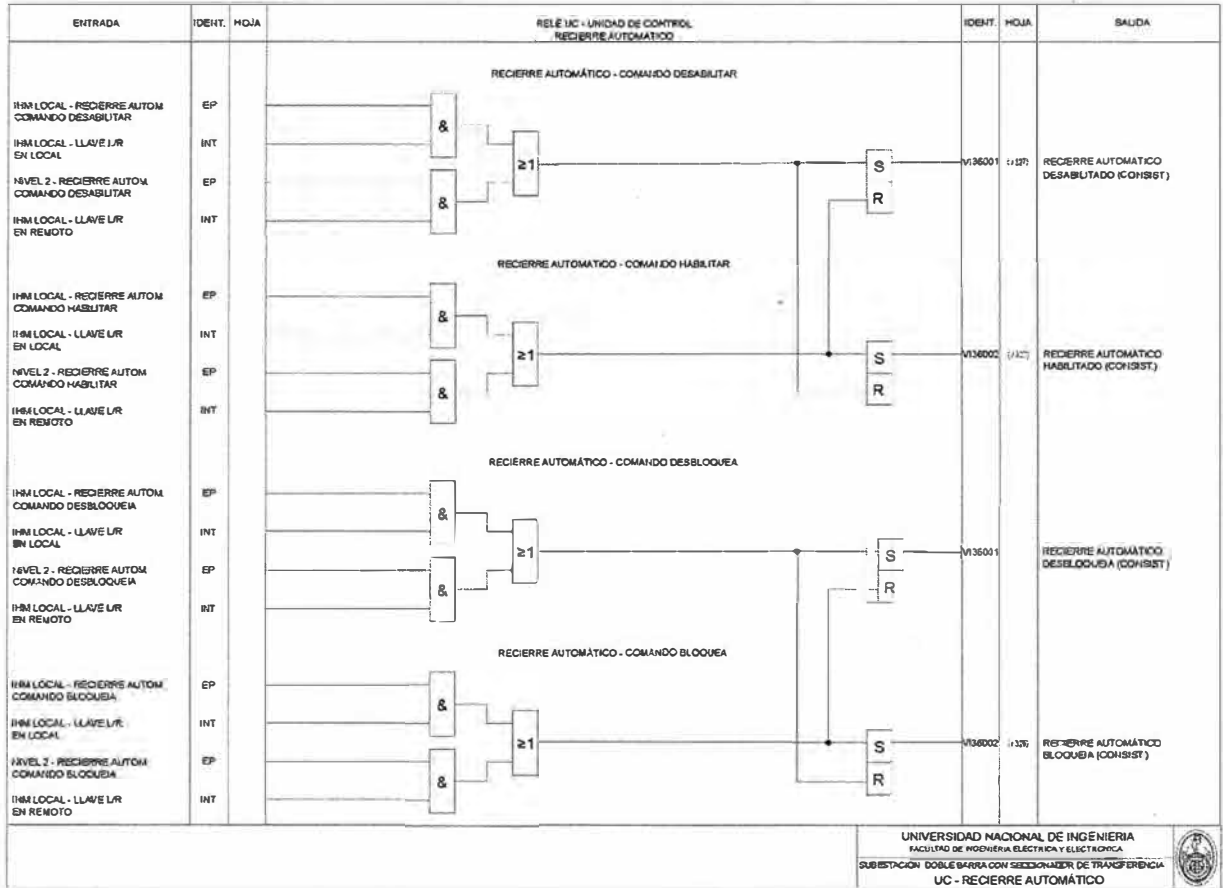 ENTRADA IDENT. HOJA RELÉ UC - UNIDAD DE CONTROL IDENT. HOJA SALIDA
RECIERRE AUTOMÁTICO
RECIERRE AUTOMÁTICO - COMANDO DESABILITAR
IHM LOCAL - RECIERRE AUTOM. EP
COMANDO DESABILITAR
&
IHM LOCAL - LLAVE L/R INT
EN LOCAL
≥1 S VI36001 RECIERRE AUTOMÁTICO
DESABILITADO (CONSIST.)
NIVEL 2 - RECIERRE AUTOM. EP
COMANDO DESABILITAR
& R
IHM LOCAL - LLAVE L/R INT
EN REMOTO
RECIERRE AUTOMÁTICO - COMANDO HABILITAR
IHM LOCAL - RECIERRE AUTOM. EP
COMANDO HABILITAR
&
IHM LOCAL - LLAVE L/R INT
EN LOCAL
≥1 S VI36002 RECIERRE AUTOMÁTICO
HABILITADO (CONSIST.)
NIVEL 2 - RECIERRE AUTOM. EP
COMANDO HABILITAR
& R
IHM LOCAL - LLAVE L/R INT
EN REMOTO
RECIERRE AUTOMÁTICO - COMANDO DESBLOQUEA
IHM LOCAL - RECIERRE AUTOM. EP
COMANDO DESBLOQUEIA
&
IHM LOCAL - LLAVE L/R INT
EN LOCAL
≥1 S VI36001 RECIERRE AUTOMÁTICO
DESBLOQUEIA (CONSIST.)
NIVEL 2 - RECIERRE AUTOM. EP
COMANDO DESBLOQUEIA
& R
IHM LOCAL - LLAVE L/R INT
EN REMOTO
RECIERRE AUTOMÁTICO - COMANDO BLOQUEA
IHM LOCAL - RECIERRE AUTOM. EP
COMANDO BLOQUEIA
&
IHM LOCAL - LLAVE L/R INT
EN LOCAL
≥1 S VI36002 RECIERRE AUTOMÁTICO
BLOQUEIA (CONSIST.)
NIVEL 2 - RECIERRE AUTOM. EP
COMANDO BLOQUEIA
& R
IHM LOCAL - LLAVE L/R INT
EN REMOTO
UNIVERSIDAD NACIONAL DE INGENIERIA
FACULTAD DE INGENIERIA ELÉCTRICA Y ELECTRONICA
SUBESTACIÓN DOBLE BARRA CON SECCIONADOR DE TRANSFERENCIA
UC - RECIERRE AUTOMÁTICO